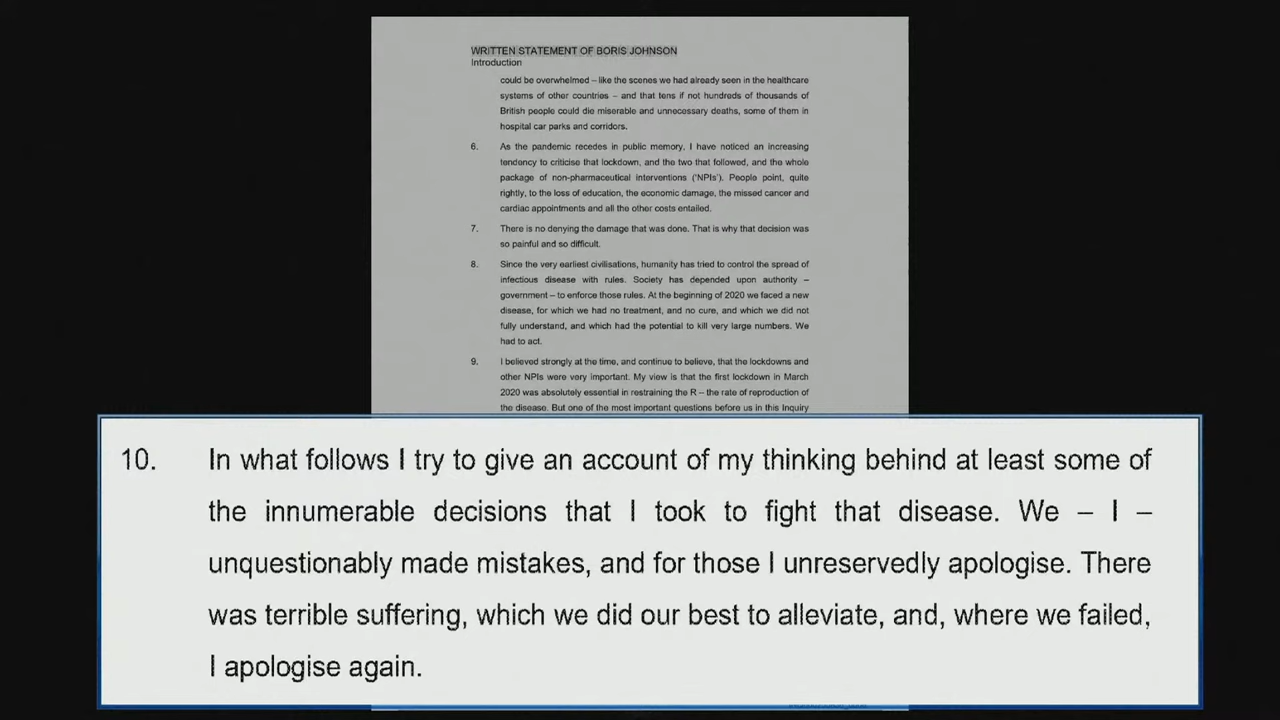 WRITTEN STATEMENT OF BORIS JOHNSON
Introduction
could be overwhelmed – like the scenes we had already seen in the healthcare
systems of other countries – and that tens if not hundreds of thousands of
British people could die miserable and unnecessary deaths, some of them in
hospital car parks and corridors.
6. As the pandemic recedes in public memory, I have noticed an increasing
tendency to criticise that lockdown, and the two that followed, and the whole
package of non-pharmaceutical interventions ('NPIs'). People point, quite
rightly, to the loss of education, the economic damage, the missed cancer and
cardiac appointments and all the other costs entailed.
7. There is no denying the damage that was done. That is why that decision was
so painful and so difficult.
8. Since the very earliest civilisations, humanity has tried to control the spread of
infectious disease with rules. Society has depended upon authority –
government – to enforce those rules. At the beginning of 2020 we faced a new
disease, for which we had no treatment, and no cure, and which we did not
fully understand, and which had the potential to kill very large numbers. We
had to act.
9. I believed strongly at the time, and continue to believe, that the lockdowns and
other NPIs were very important. My view is that the first lockdown in March
2020 was absolutely essential in restraining the R – the rate of reproduction of
the disease. But one of the most important questions before us in this Inquiry
10. In what follows I try to give an account of my thinking behind at least some of
the innumerable decisions that I took to fight that disease. We – I –
unquestionably made mistakes, and for those I unreservedly apologise. There
was terrible suffering, which we did our best to alleviate, and, where we failed,
I apologise again.